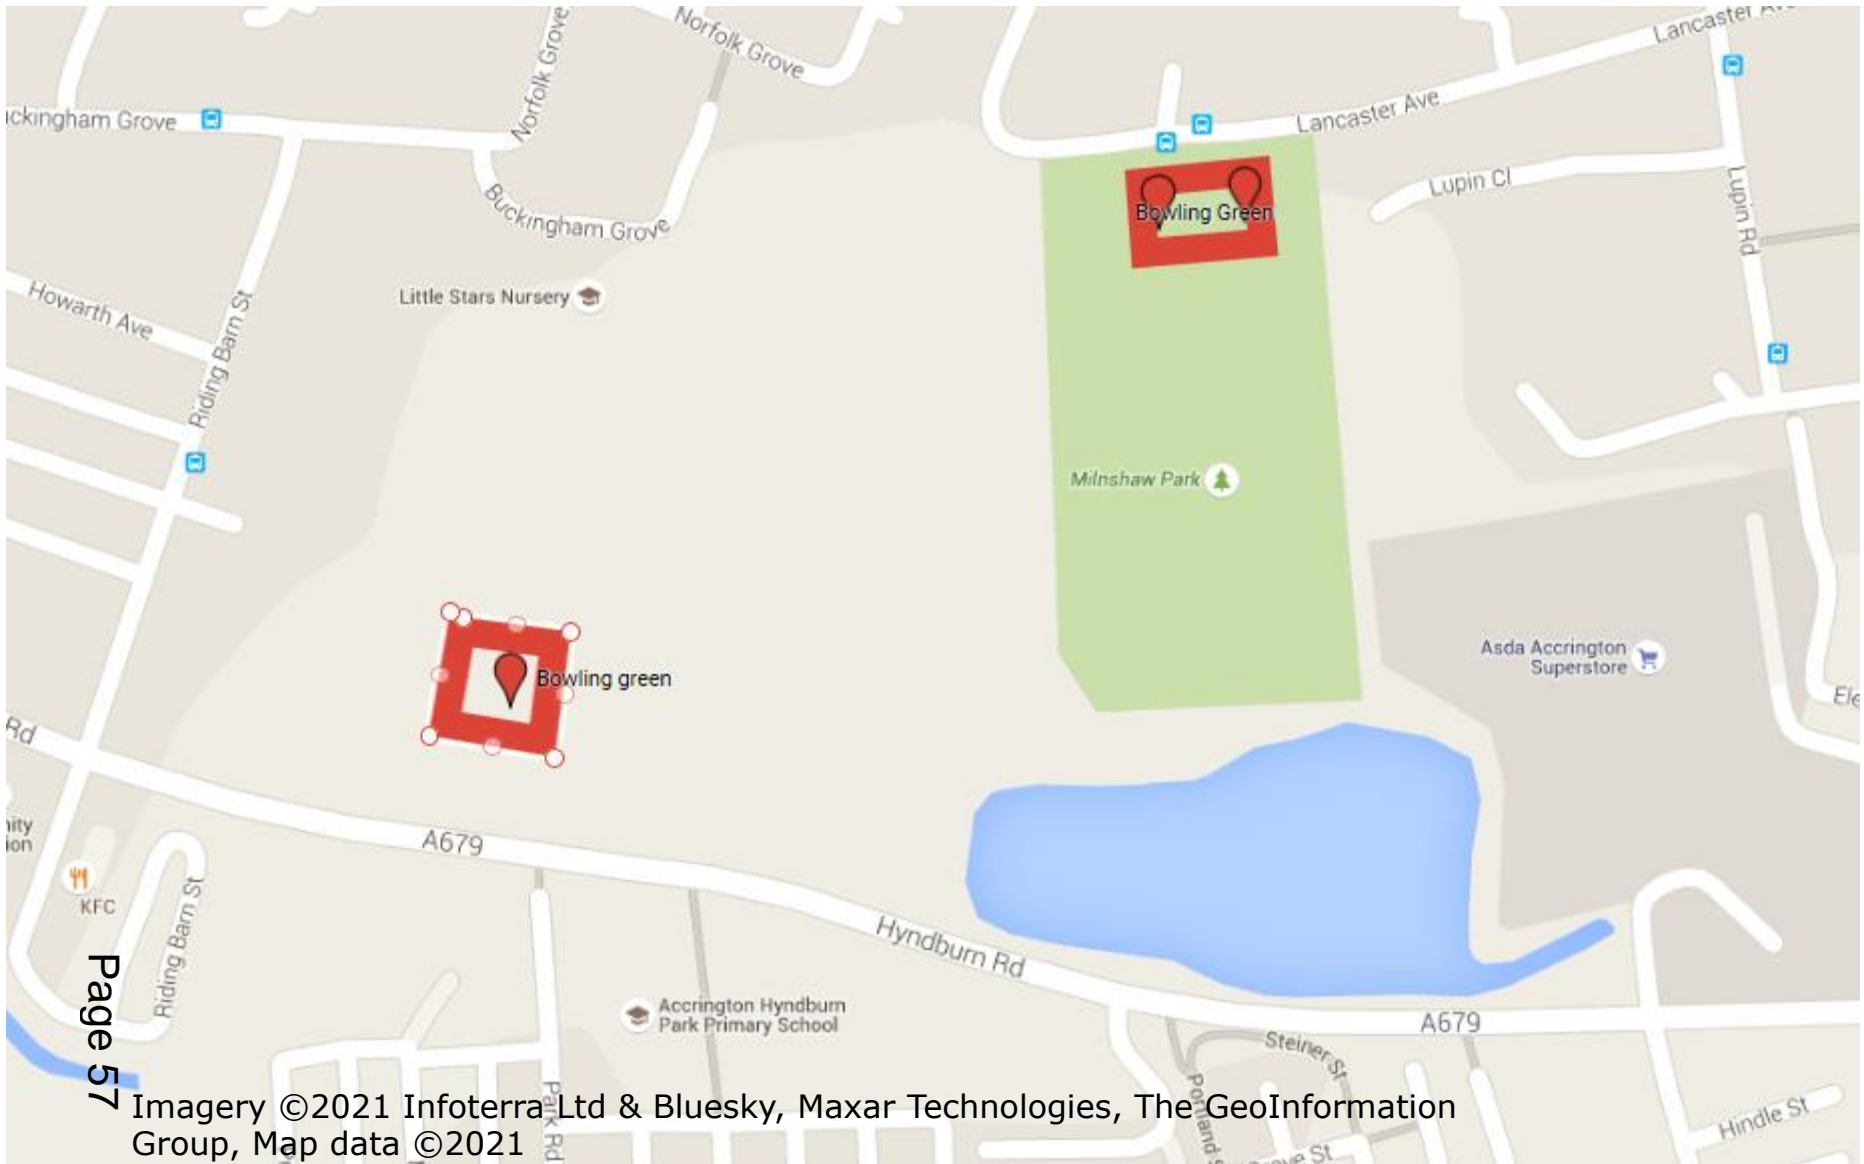 Norfolk Grove
Norfolk Grove
Lancaster Ave
Lancaster Ave
uckingham Grove
Buckingham Grove
Lupin Cl
Lupin Rd
Bowling Green
Little Stars Nursery
Howarth Ave
Riding Barn St
Milnshaw Park
Bowling green
Asda Accrington
Superstore
Ele
Rd
A679
KFC
Riding Barn St
Hyndburn Rd
Accrington Hyndburn
Park Primary School
A679
Steiner St
Portland S
Park Rd
Hindle St
Page 57
Imagery ©2021 Infoterra Ltd & Bluesky, Maxar Technologies, The GeoInformation
Group, Map data ©2021